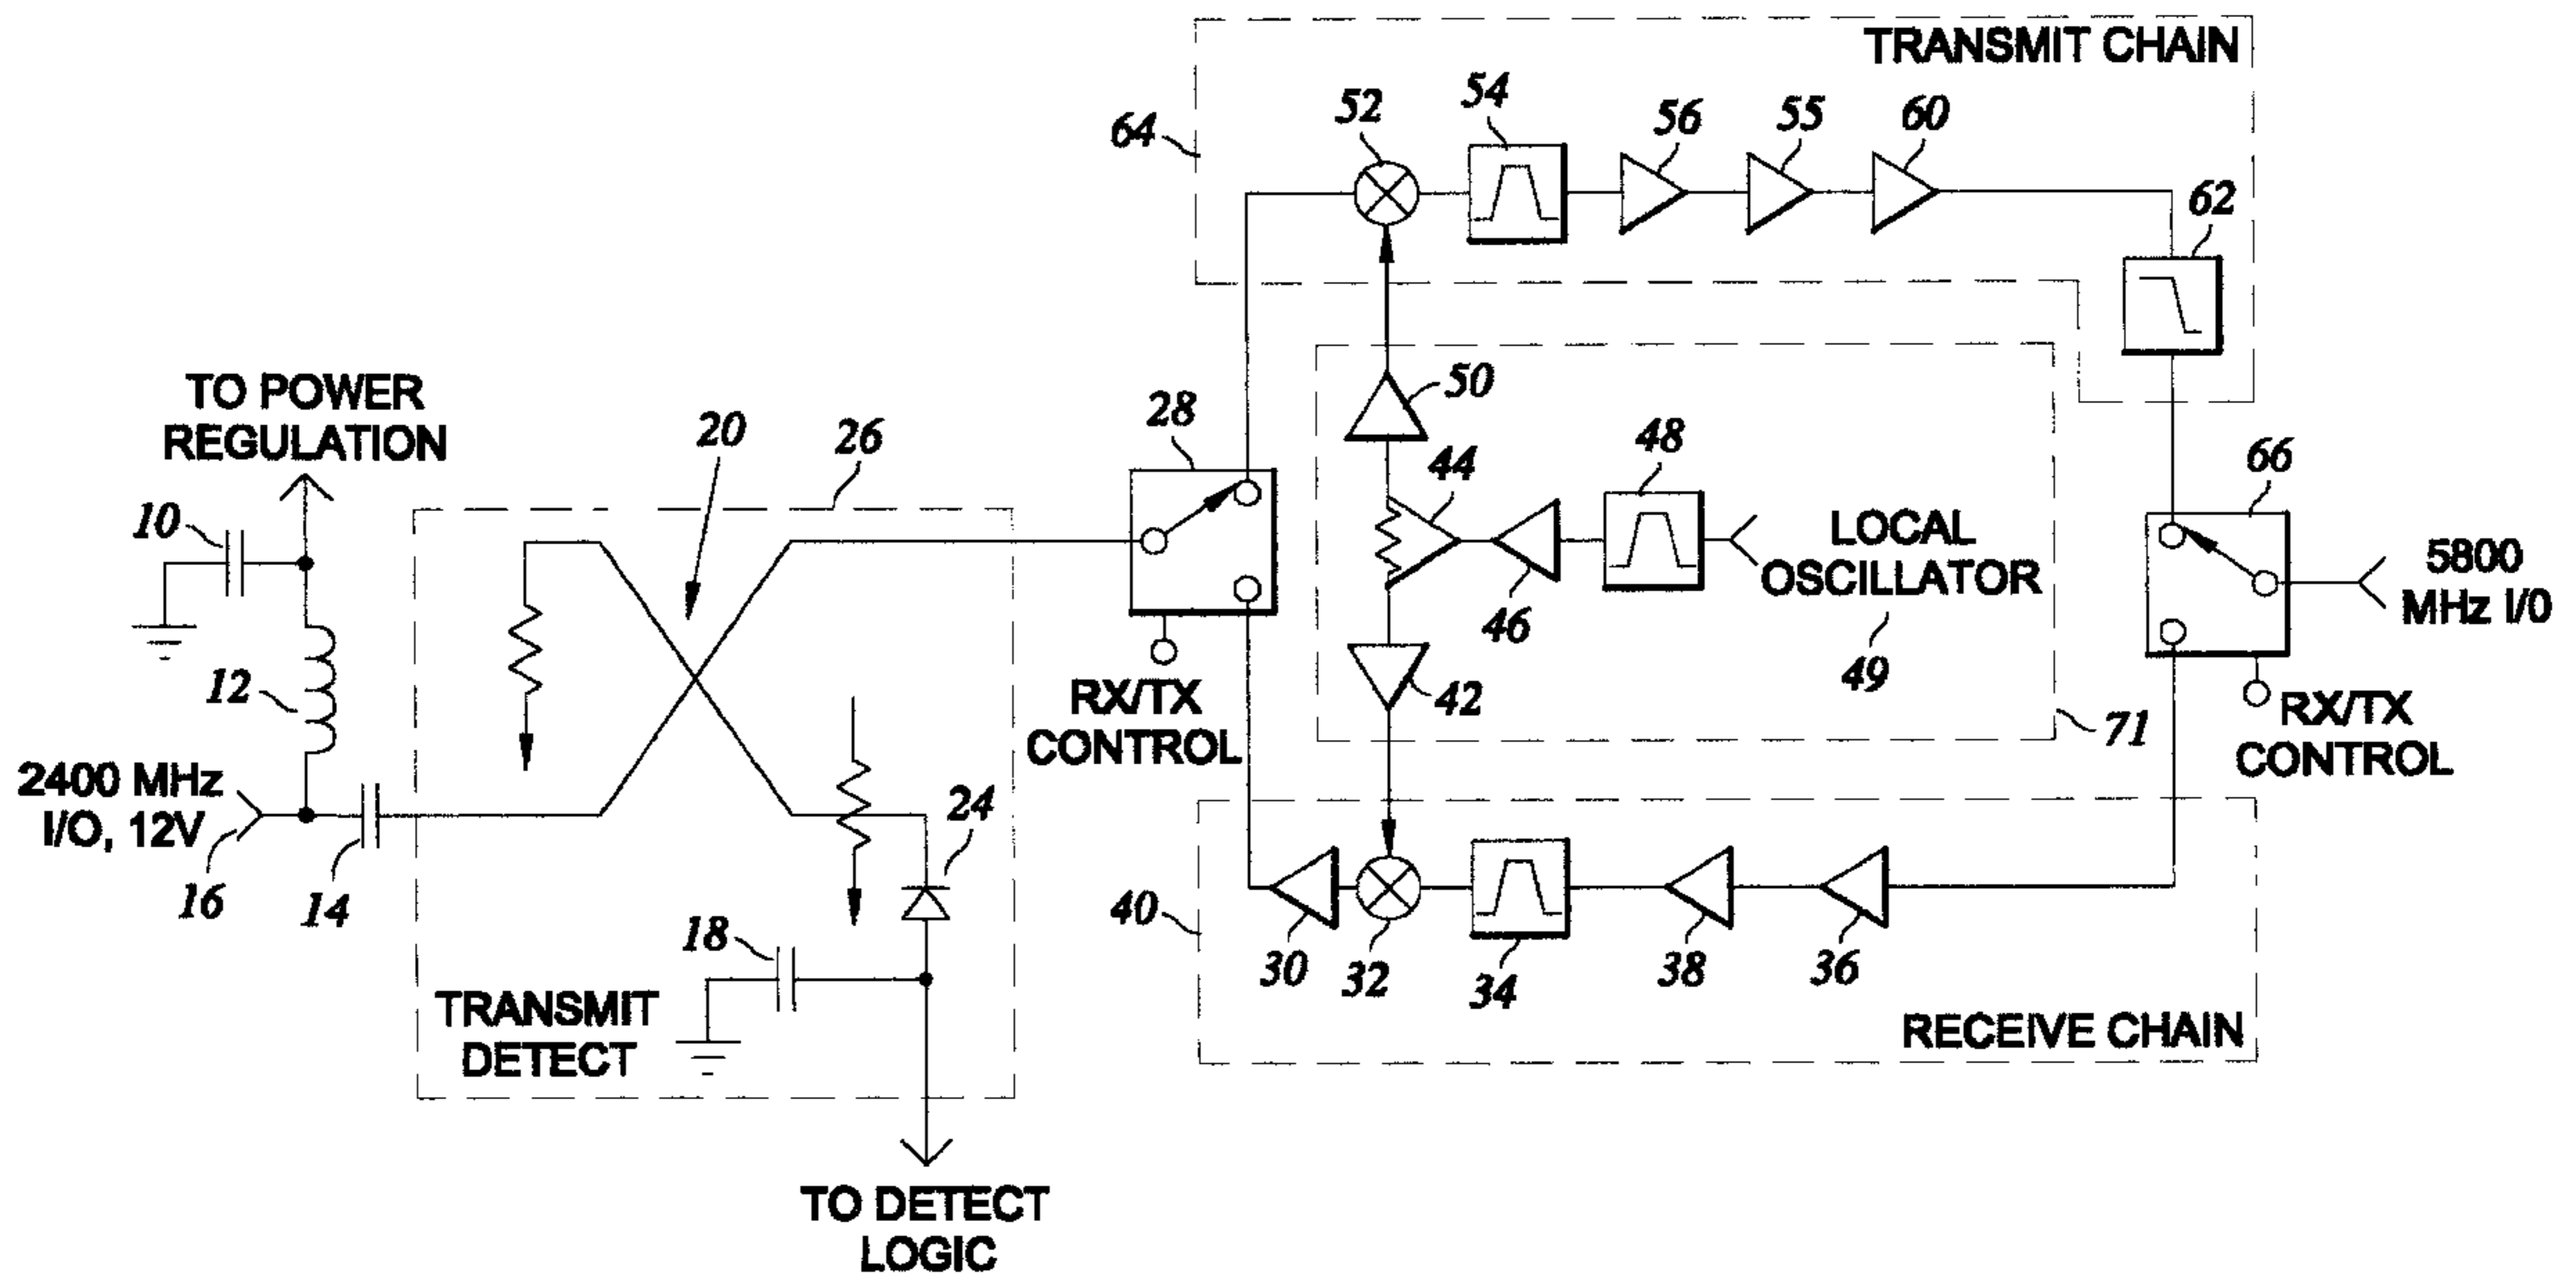 TRANSMIT CHAIN
64
52
54
56
55
60
62
TO POWER
REGULATION
10
12
2400 MHz
I/O, 12V
16
14
20
26
18
24
TRANSMIT
DETECT
TO DETECT
LOGIC
28
RX/TX
CONTROL
50
44
48
46
42
LOCAL
OSCILLATOR
49
71
66
5800
MHz I/0
RX/TX
CONTROL
40
30
32
34
38
36
RECEIVE CHAIN